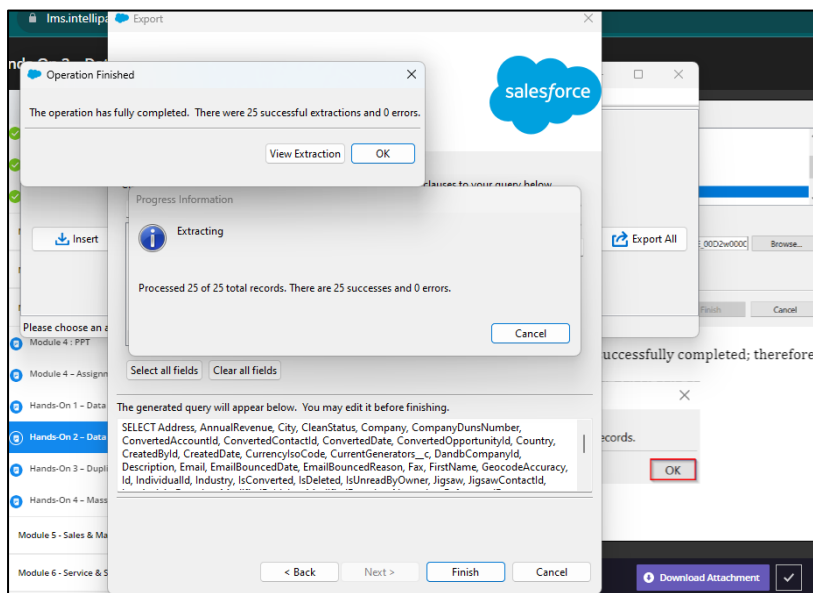 lms.intellipa
Export
Operation Finished
The operation has fully completed. There were 25 successful extractions and 0 errors.
View Extraction
OK
salesforce
clauses to your query below.
Progress Information
Extracting
Processed 25 of 25 total records. There are 25 successes and 0 errors.
Cancel
Insert
Export All
_00D2w000C
Browse...
Finish
Cancel
Please choose an a
Module 4 : PPT
Module 4 – Assignn
Hands-On 1 – Data
Hands-On 2 – Data
Hands-On 3 – Dupli
Hands-On 4 – Mass
Module 5 - Sales & Ma
Module 6 - Service & S
Select all fields
Clear all fields
The generated query will appear below. You may edit it before finishing.
SELECT Address, AnnualRevenue, City, CleanStatus, Company, CompanyDunsNumber,
ConvertedAccountId, ConvertedContactId, ConvertedDate, ConvertedOpportunityId, Country,
CreatedById, CreatedDate, CurrencyIsoCode, CurrentGenerators__c, DandbCompanyId,
Description, Email, EmailBouncedDate, EmailBouncedReason, Fax, FirstName, GeocodeAccuracy,
Id, IndividualId, Industry, IsConverted, IsDeleted, IsUnreadByOwner, Jigsaw, JigsawContactId,
< Back
Next >
Finish
Cancel
uccessfully completed; therefore
ecords.
OK
Download Attachment